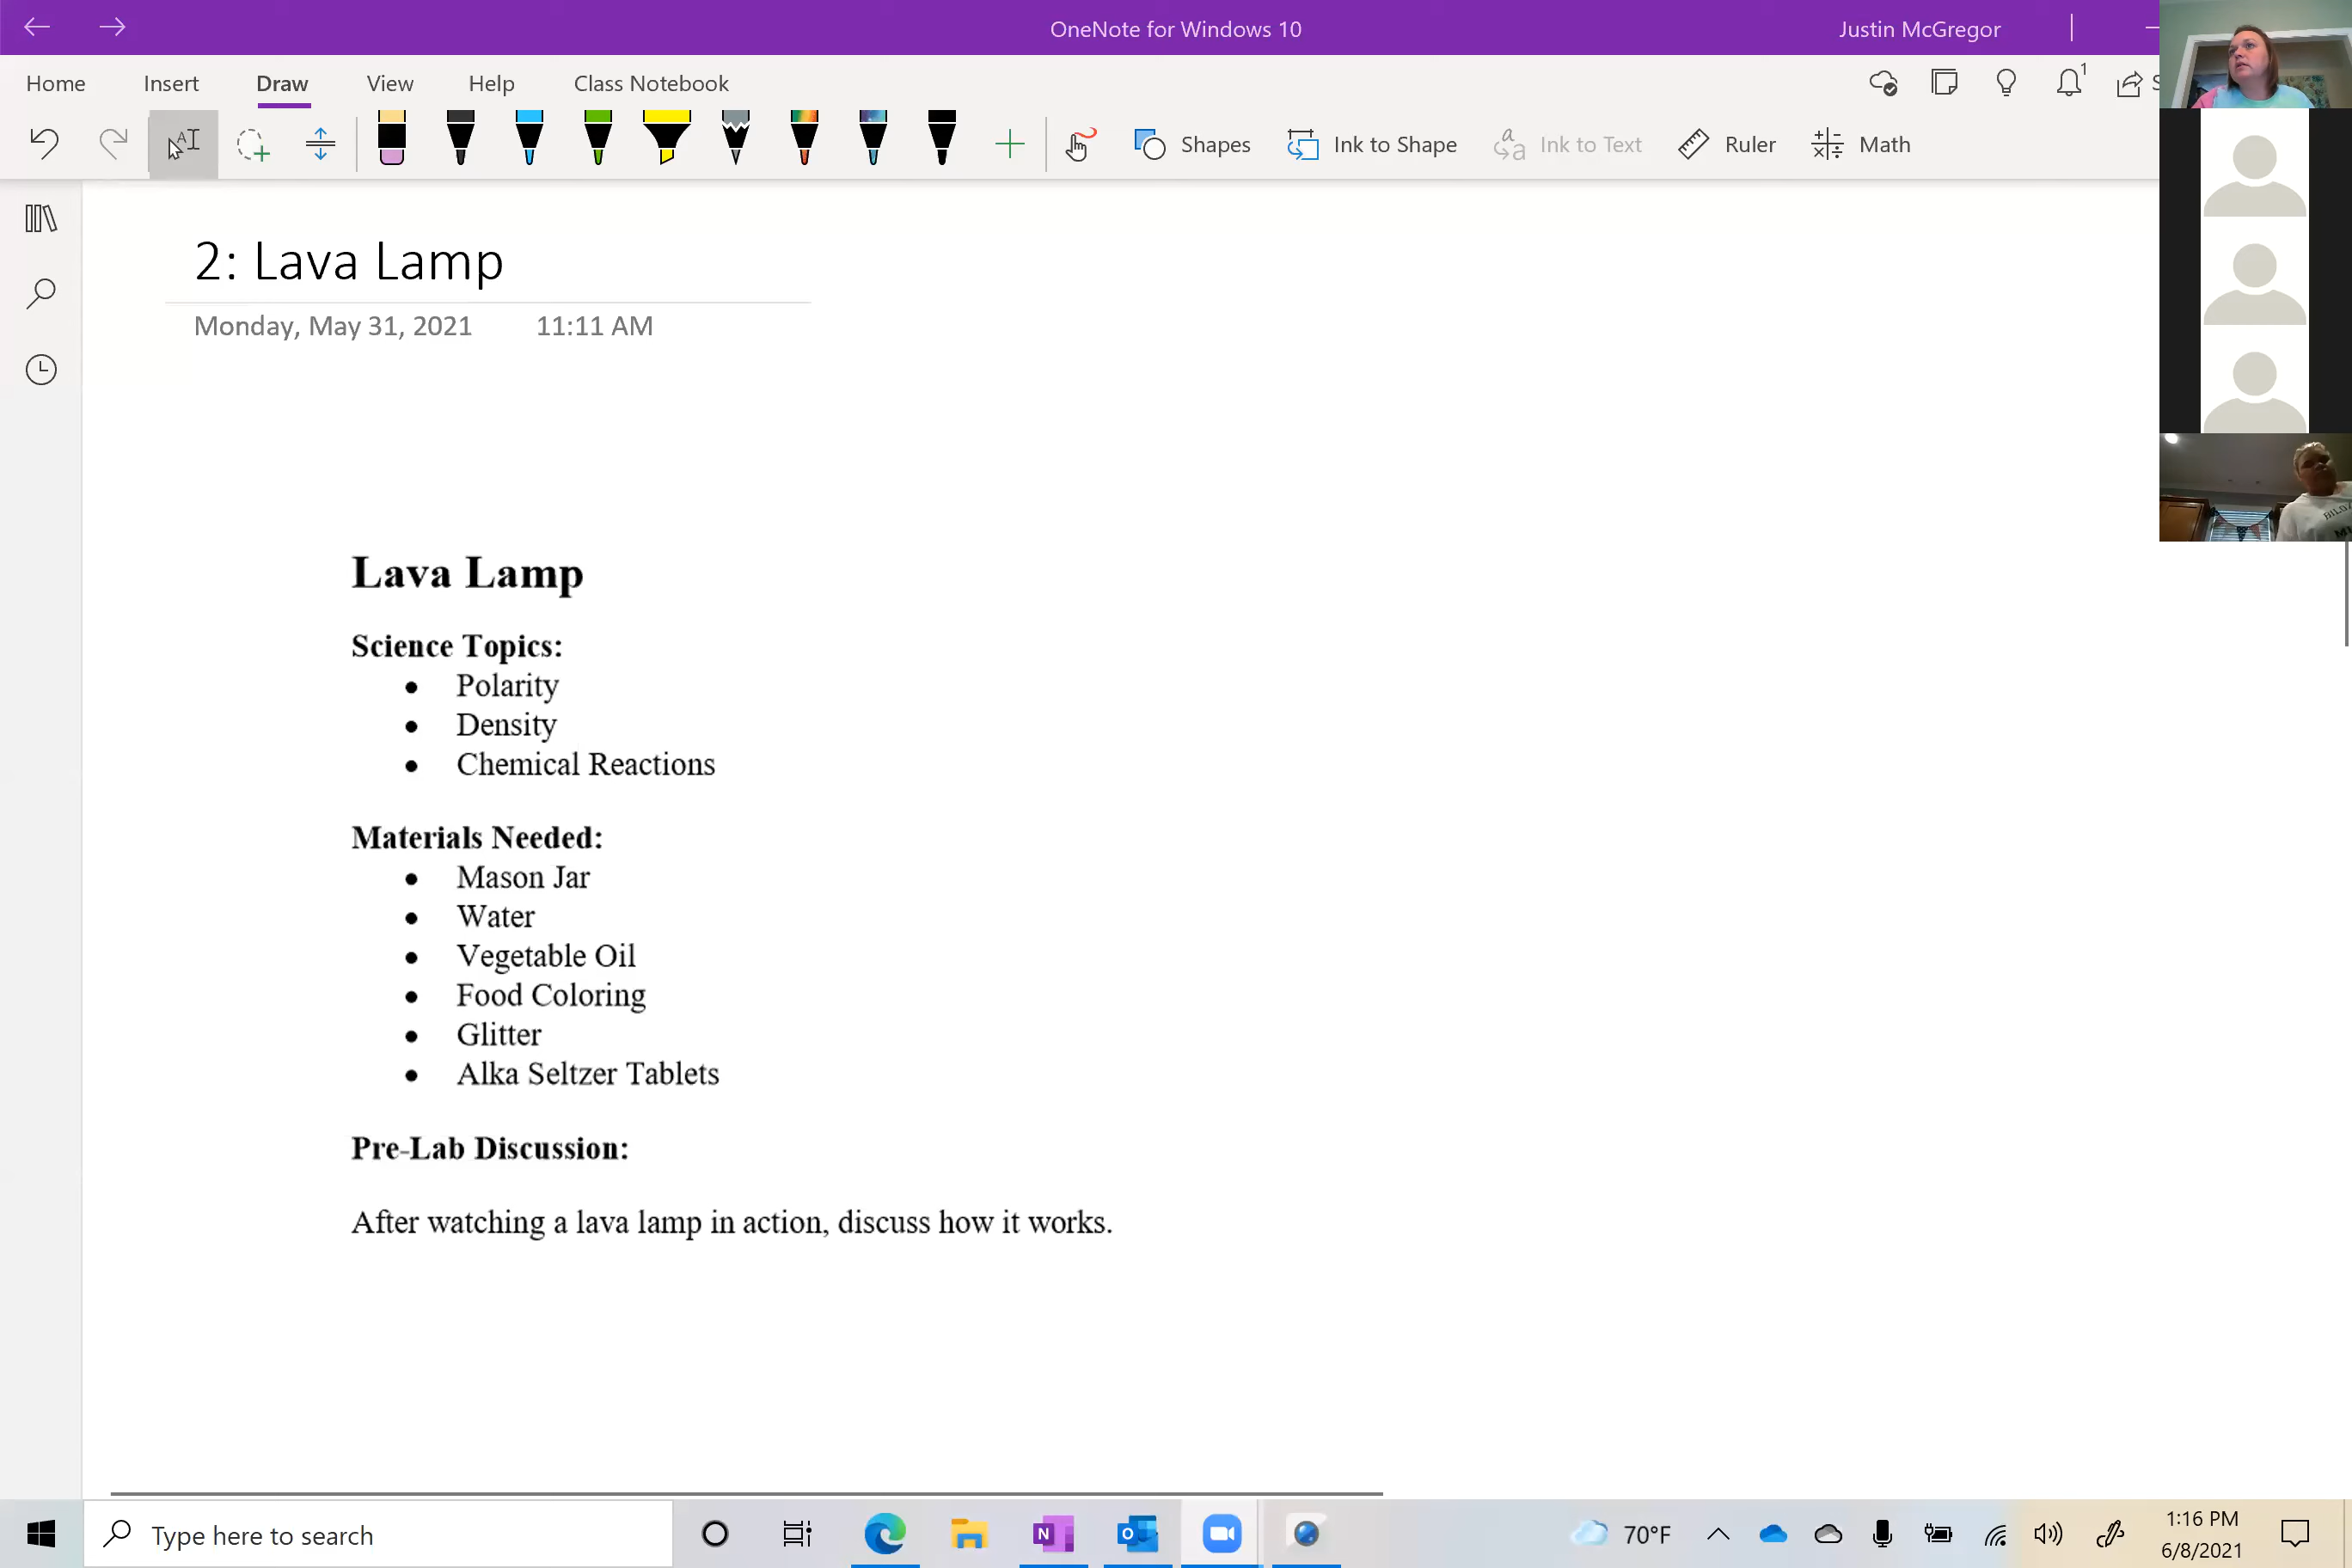 OneNote for Windows 10
Justin McGregor
Home Insert Draw View Help Class Notebook
1
Shapes Ink to Shape Ink to Text Ruler Math
2: Lava Lamp
Monday, May 31, 2021 11:11 AM
Lava Lamp
Science Topics:
• Polarity
• Density
• Chemical Reactions
Materials Needed:
• Mason Jar
• Water
• Vegetable Oil
• Food Coloring
• Glitter
• Alka Seltzer Tablets
Pre-Lab Discussion:
After watching a lava lamp in action, discuss how it works.
Type here to search
70°F
1:16 PM
6/8/2021